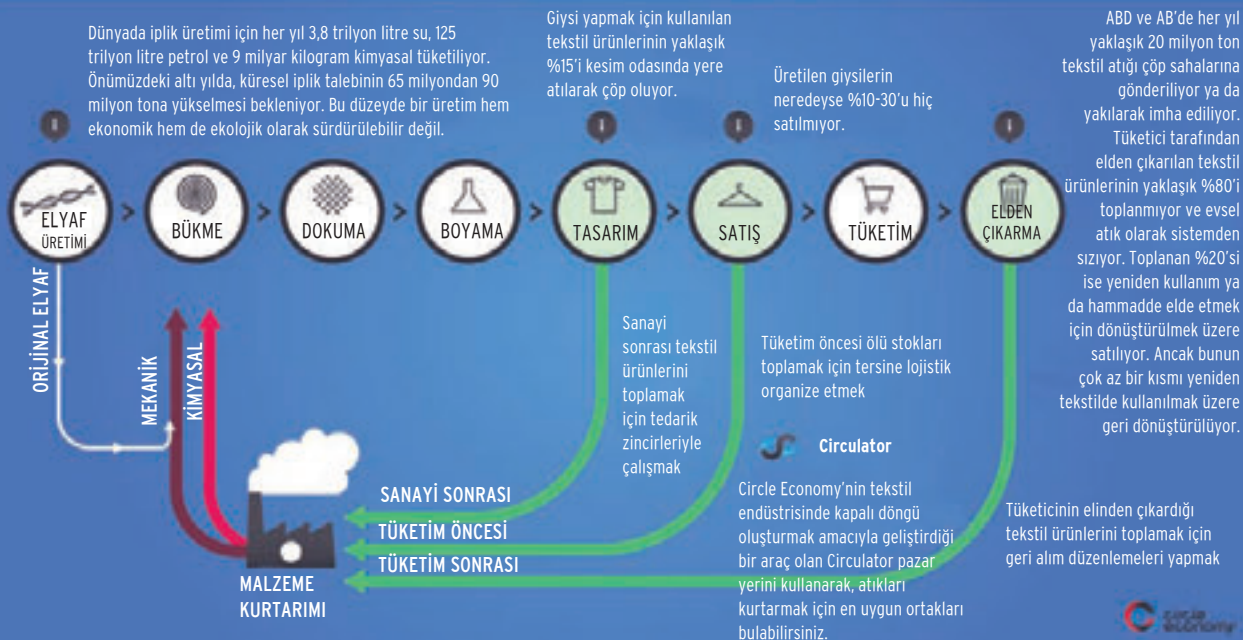 Dünyada iplik üretimi için her yıl 3,8 trilyon litre su, 125
trilyon litre petrol ve 9 milyar kilogram kimyasal tüketiliyor.
Önümüzdeki altı yılda, küresel iplik talebinin 65 milyondan 90
milyon tona yükselmesi bekleniyor. Bu düzeyde bir üretim hem
ekonomik hem de ekolojik olarak sürdürülebilir değil.
Giysi yapmak için kullanılan
tekstil ürünlerinin yaklaşık
%15'i kesim odasında yere
atılarak çöp oluyor.
Üretilen giysilerin
neredeyse %10-30'u hiç
satılmıyor.
ABD ve AB'de her yıl
yaklaşık 20 milyon ton
tekstil atığı çöp sahalarına
gönderiliyor ya da
yakılarak imha ediliyor.
Tüketici tarafından
elden çıkarılan tekstil
ürünlerinin yaklaşık %80'i
toplanmıyor ve evsel
atık olarak sistemden
sızıyor. Toplanan %20'si
ise yeniden kullanım ya
da hammadde elde etmek
için dönüştürülmek üzere
satılıyor. Ancak bunun
çok az bir kısmı yeniden
tekstilde kullanılmak üzere
geri dönüştürülüyor.
ELYAF
ÜRETİMİ
>
BÜKME
>
DOKUMA
>
BOYAMA
>
TASARIM
>
SATIŞ
>
TÜKETİM
>
ELDEN
ÇIKARMA
ORİJİNAL ELYAF
MEKANİK
KİMYASAL
Sanayi
sonrası tekstil
ürünlerini
toplamak
için tedarik
zincirleriyle
çalışmak
Tüketim öncesi ölü stokları
toplamak için tersine lojistik
organize etmek
Circulator
Circle Economy'nin tekstil
endüstrisinde kapalı döngü
oluşturmak amacıyla geliştirdiği
bir araç olan Circulator pazar
yerini kullanarak, atıkları
kurtarmak için en uygun ortakları
bulabilirsiniz.
Tüketicinin elinden çıkardığı
tekstil ürünlerini toplamak için
geri alım düzenlemeleri yapmak
SANAYİ SONRASI
TÜKETİM ÖNCESİ
TÜKETİM SONRASI
MALZEME
KURTARIMI
circle
economy